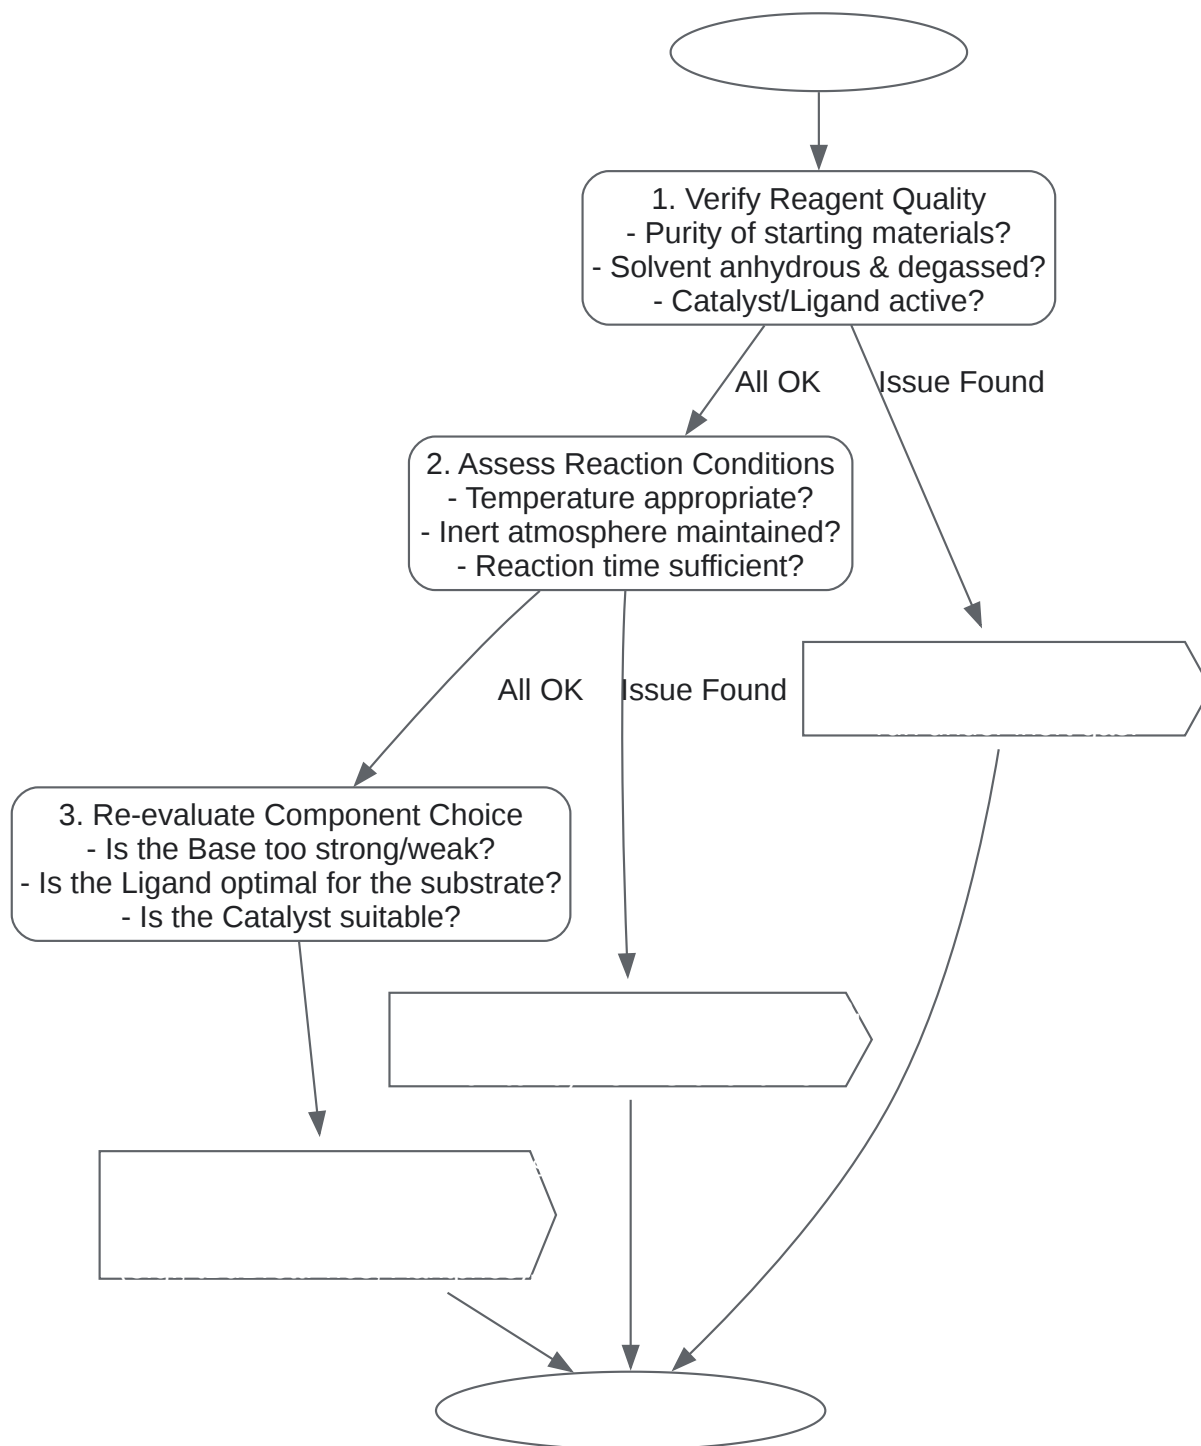 1. Verify Reagent Quality
- Purity of starting materials?
- Solvent anhydrous & degassed?
- Catalyst/Ligand active?
All OK
Issue Found
2. Assess Reaction Conditions
- Temperature appropriate?
- Inert atmosphere maintained?
- Reaction time sufficient?
All OK
Issue Found
3. Re-evaluate Component Choice
- Is the Base too strong/weak?
- Is the Ligand optimal for the substrate?
- Is the Catalyst suitable?